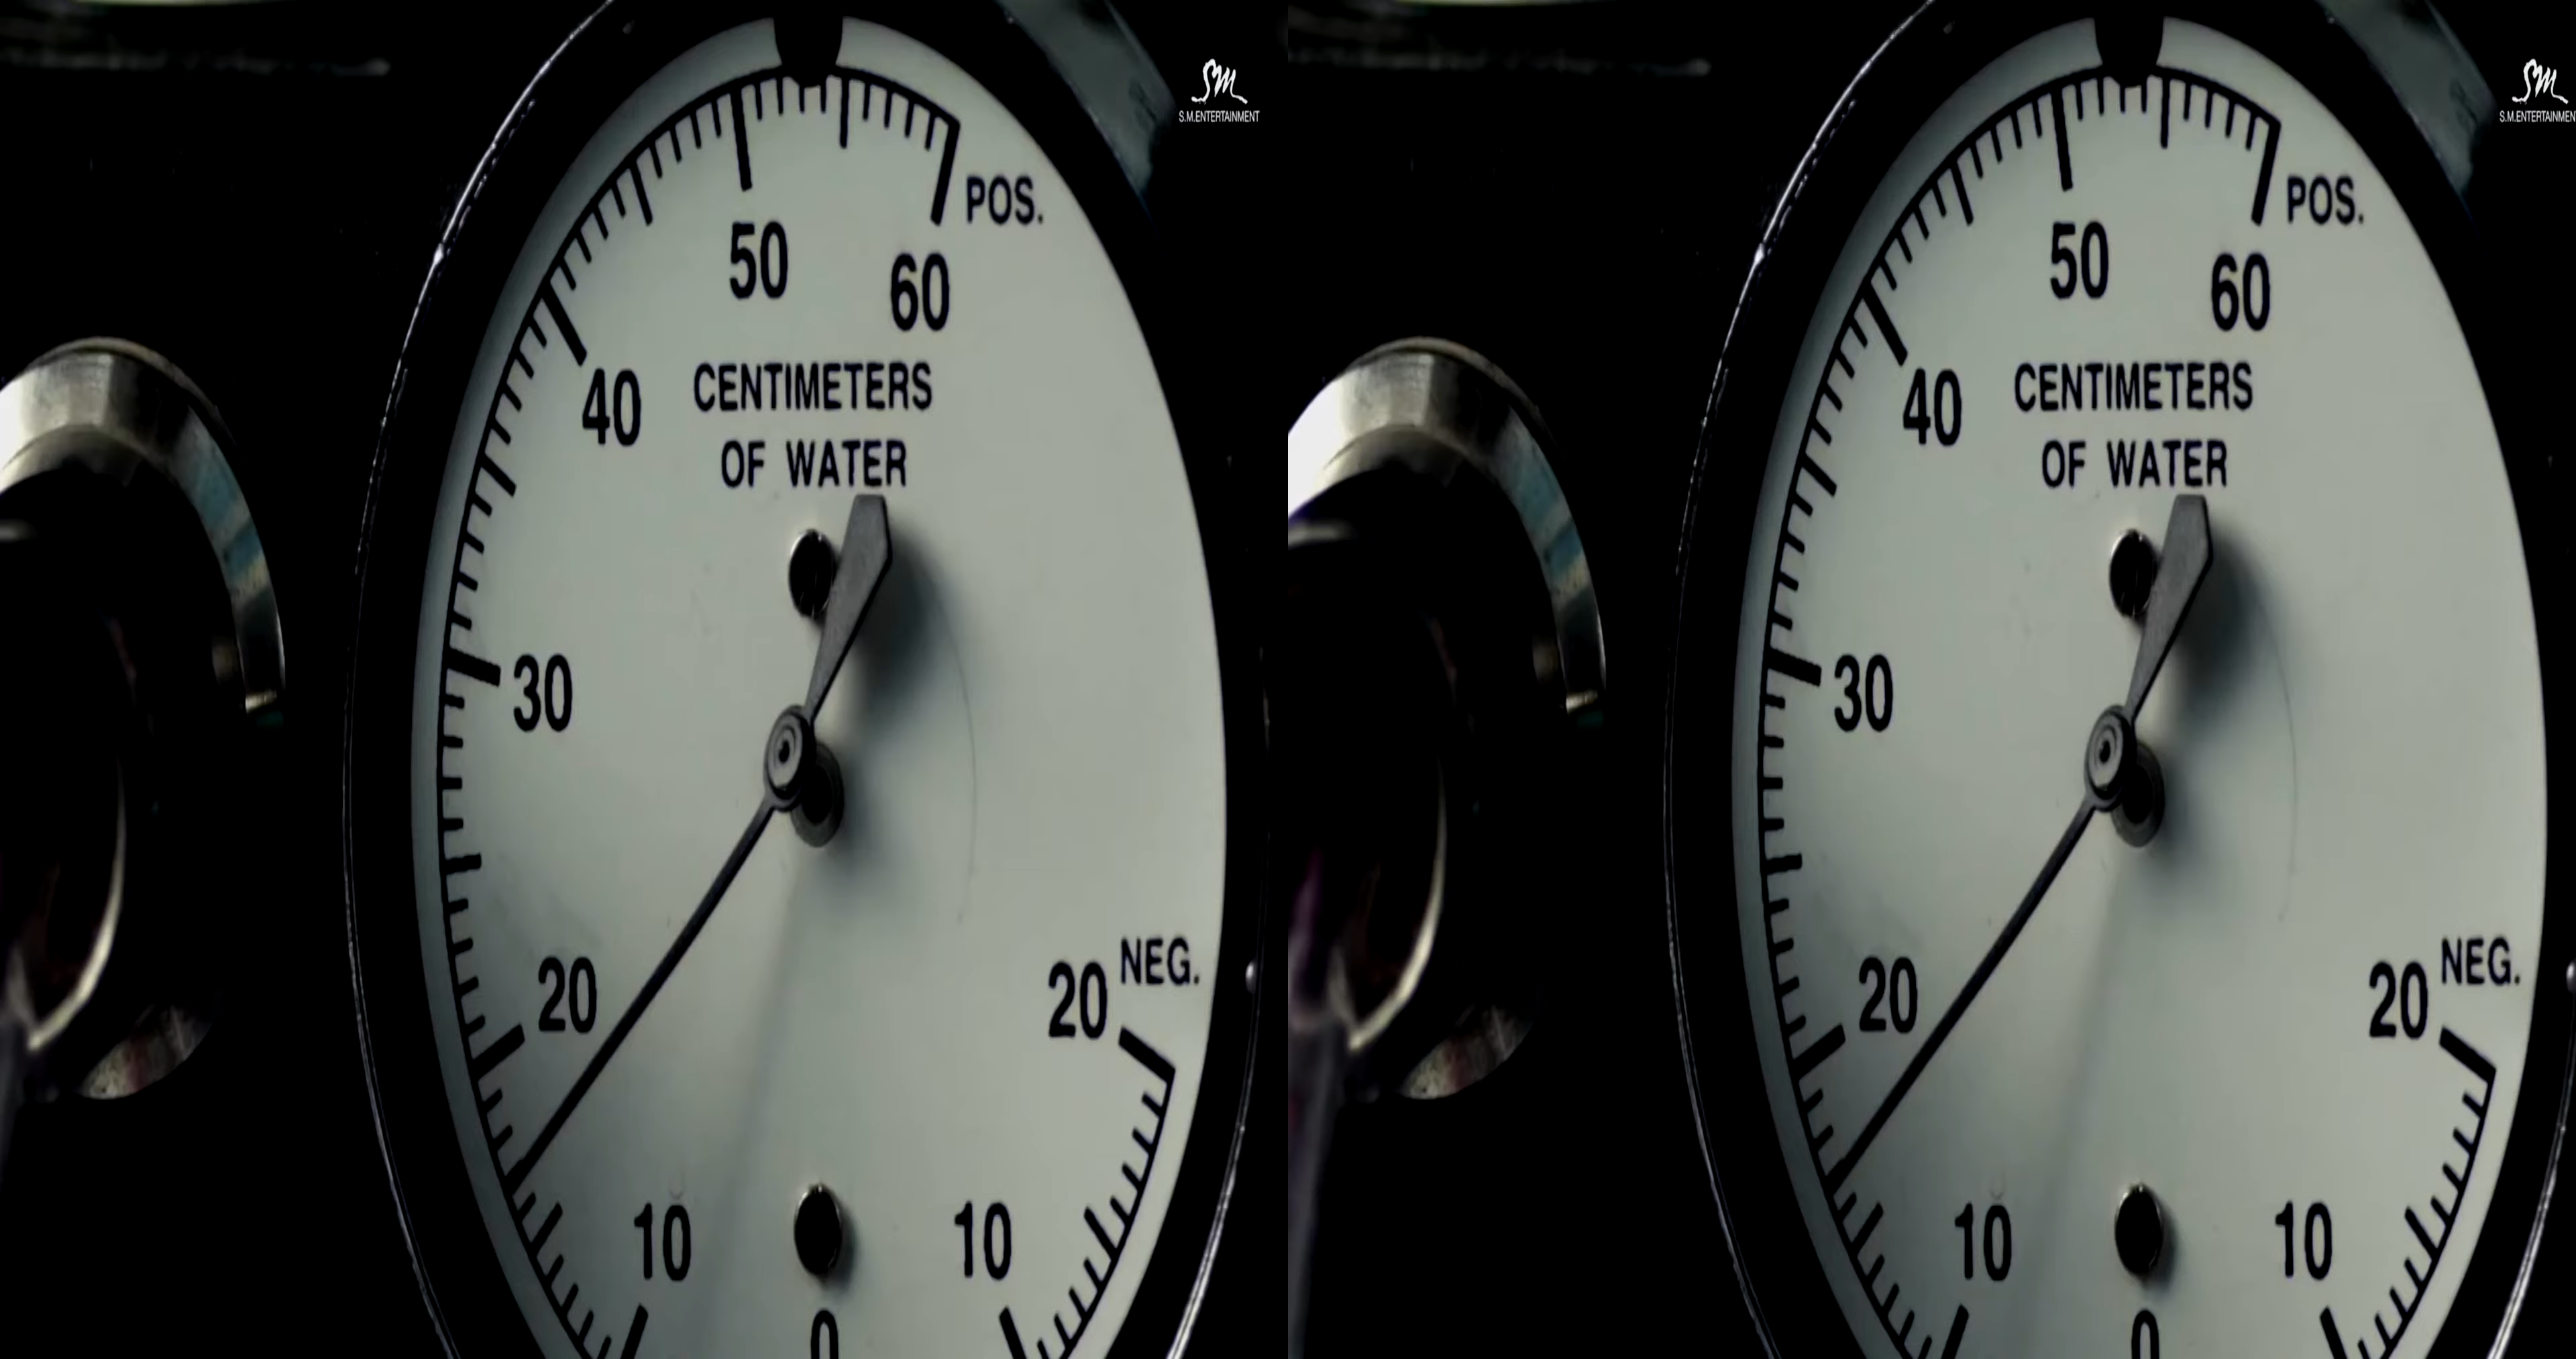 SM
S.M.ENTERTAINMENT
POS.
50
60
40
CENTIMETERS
OF WATER
30
20
20 NEG.
10
10
0
SM
S.M.ENTERTAINMEN
POS.
50
60
40
CENTIMETERS
OF WATER
30
20
20 NEG.
10
10
0